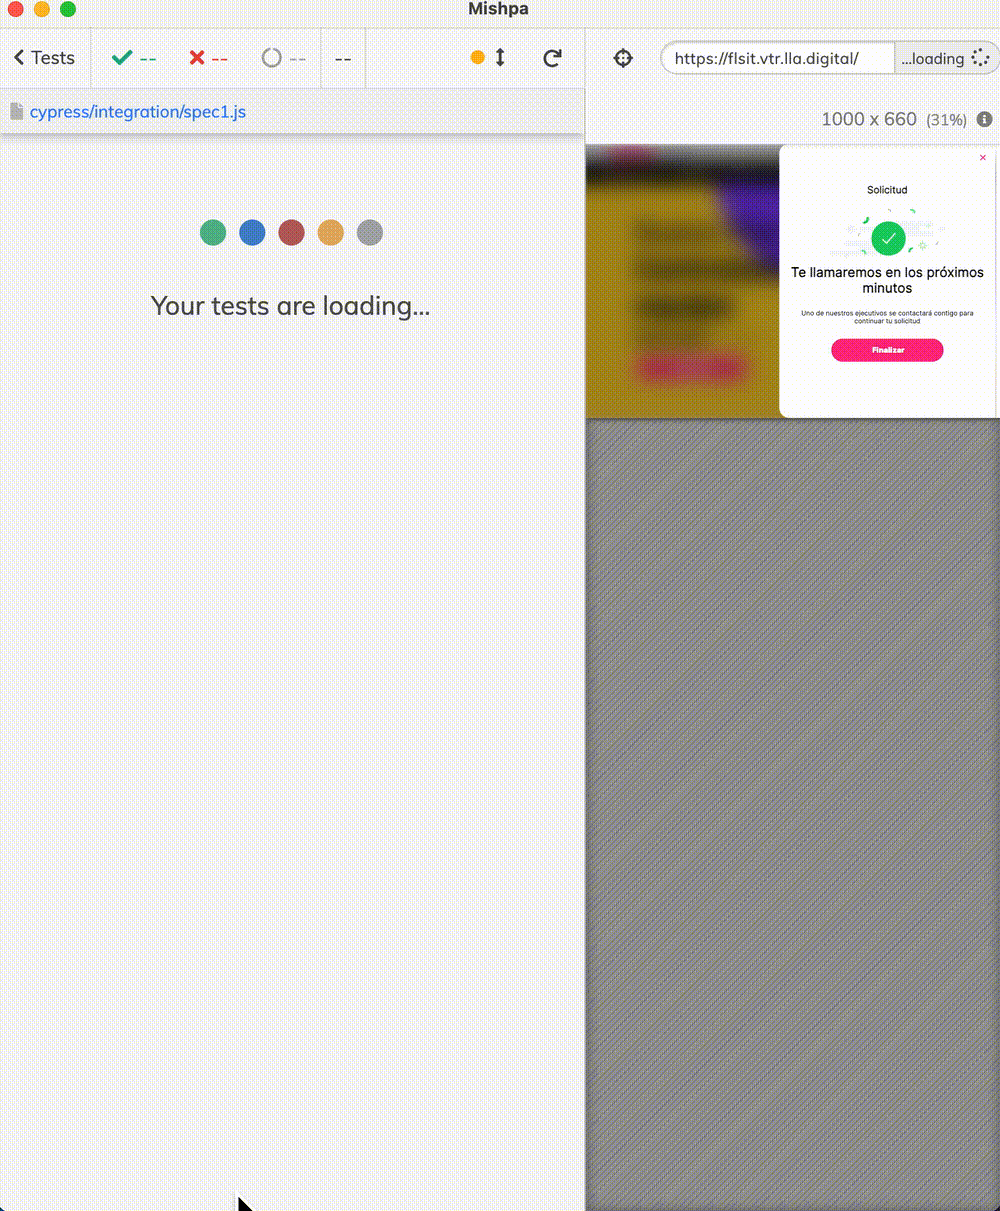 Mishpa
Tests
--
--
--
--
https://flsit.vtr.lla.digital/
...loading
cypress/integration/spec1.js
1000 x 660 (31%)
Your tests are loading...
Solicitud
Te llamaremos en los próximos
minutos
Uno de nuestros ejecutivos se contactará contigo para
continuar tu solicitud
Finalizar